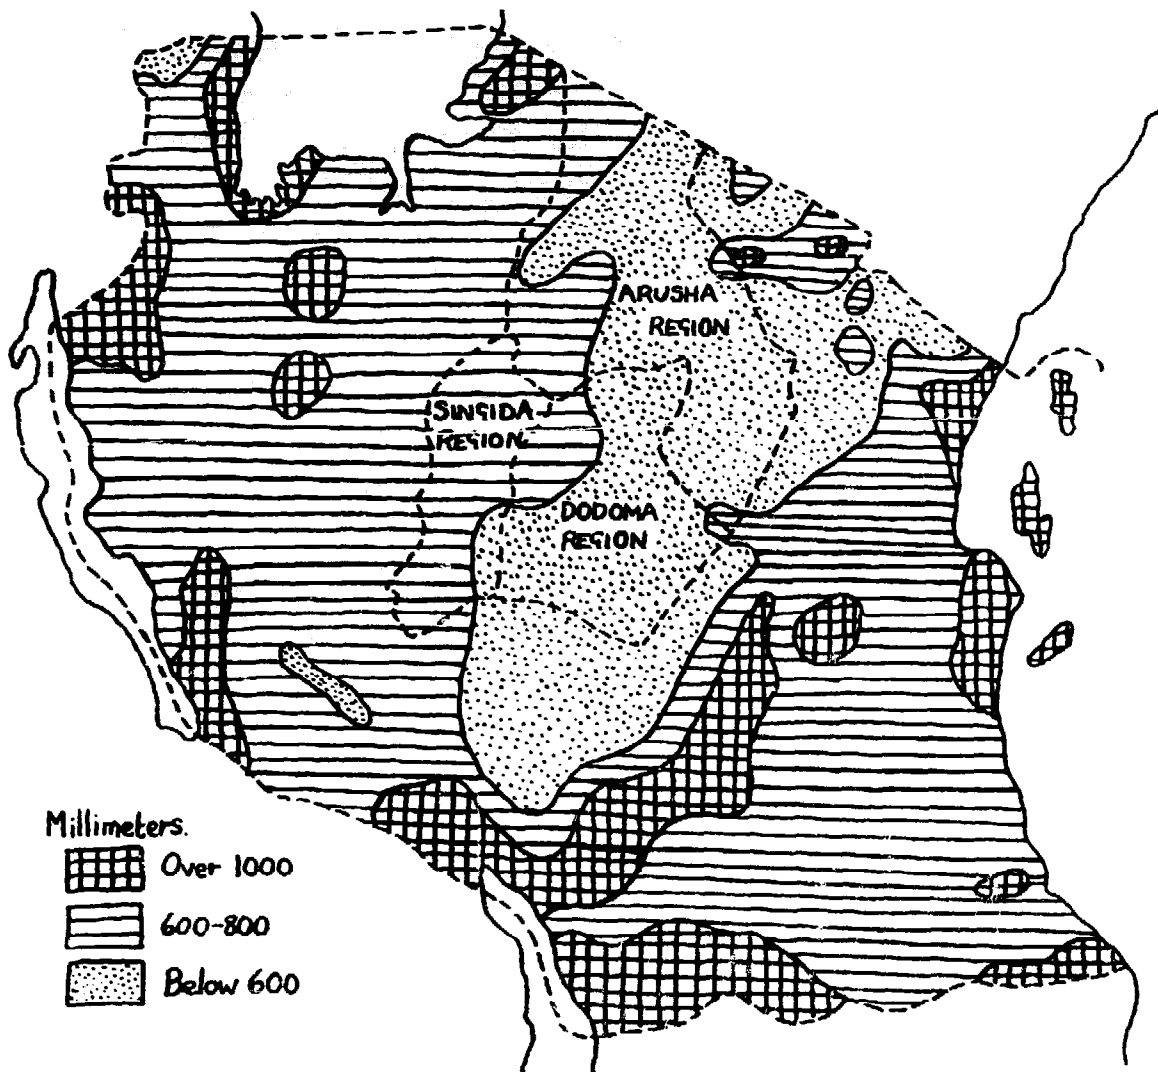 ARUSHA
REGION
SINGIDA
REGION
DODOMA
REGION
Millimeters.
Over 1000
600-800
Below 600